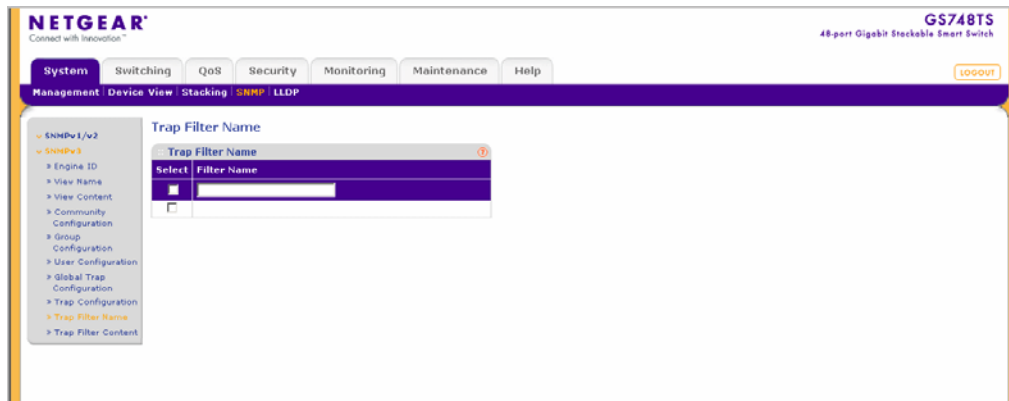 NETGEAR®
Connect with Innovation™
GS748TS
48-port Gigabit Stackable Smart Switch
System Switching QoS Security Monitoring Maintenance Help
LOGOUT
Management Device View Stacking SNMP LLDP
SNMPv1/v2
SNMPv3
» Engine ID
» View Name
» View Content
» Community
Configuration
» Group
Configuration
» User Configuration
» Global Trap
Configuration
» Trap Configuration
» Trap Filter Name
» Trap Filter Content
Trap Filter Name
Trap Filter Name ?
Select Filter Name